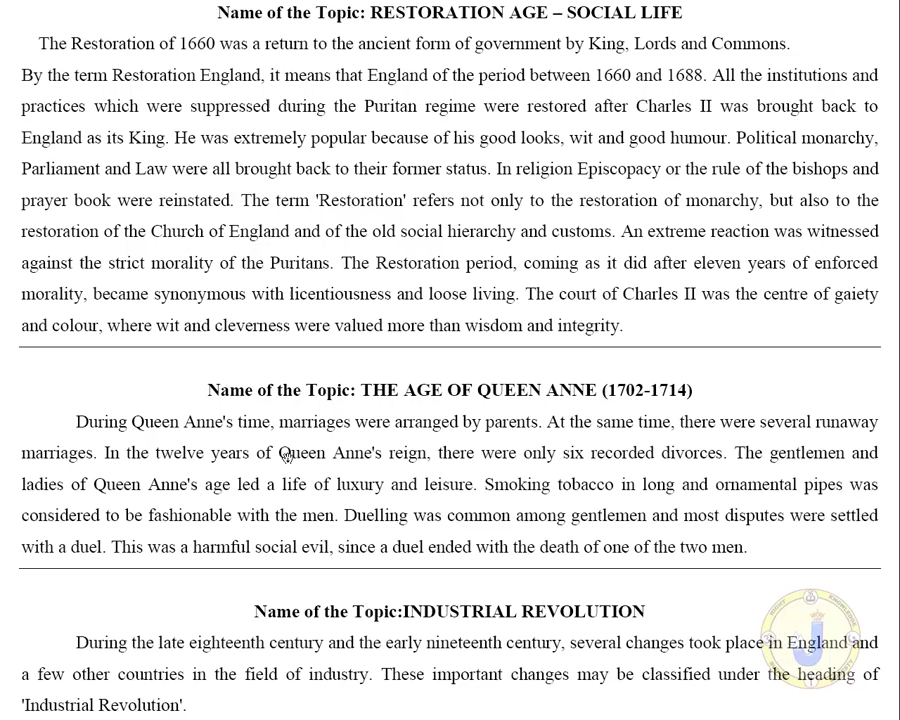 Name of the Topic: RESTORATION AGE – SOCIAL LIFE
The Restoration of 1660 was a return to the ancient form of government by King, Lords and Commons.
By the term Restoration England, it means that England of the period between 1660 and 1688. All the institutions and
practices which were suppressed during the Puritan regime were restored after Charles II was brought back to
England as its King. He was extremely popular because of his good looks, wit and good humour. Political monarchy,
Parliament and Law were all brought back to their former status. In religion Episcopacy or the rule of the bishops and
prayer book were reinstated. The term 'Restoration' refers not only to the restoration of monarchy, but also to the
restoration of the Church of England and of the old social hierarchy and customs. An extreme reaction was witnessed
against the strict morality of the Puritans. The Restoration period, coming as it did after eleven years of enforced
morality, became synonymous with licentiousness and loose living. The court of Charles II was the centre of gaiety
and colour, where wit and cleverness were valued more than wisdom and integrity.
Name of the Topic: THE AGE OF QUEEN ANNE (1702-1714)
During Queen Anne's time, marriages were arranged by parents. At the same time, there were several runaway
marriages. In the twelve years of Queen Anne's reign, there were only six recorded divorces. The gentlemen and
ladies of Queen Anne's age led a life of luxury and leisure. Smoking tobacco in long and ornamental pipes was
considered to be fashionable with the men. Duelling was common among gentlemen and most disputes were settled
with a duel. This was a harmful social evil, since a duel ended with the death of one of the two men.
Name of the Topic:INDUSTRIAL REVOLUTION
During the late eighteenth century and the early nineteenth century, several changes took place in England and
a few other countries in the field of industry. These important changes may be classified under the heading of
'Industrial Revolution'.